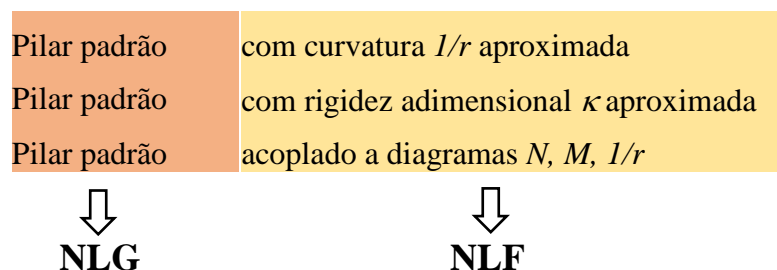 Pilar padrão com curvatura 1/r aproximada
Pilar padrão com rigidez adimensional κ aproximada
Pilar padrão acoplado a diagramas N, M, 1/r
NLG NLF